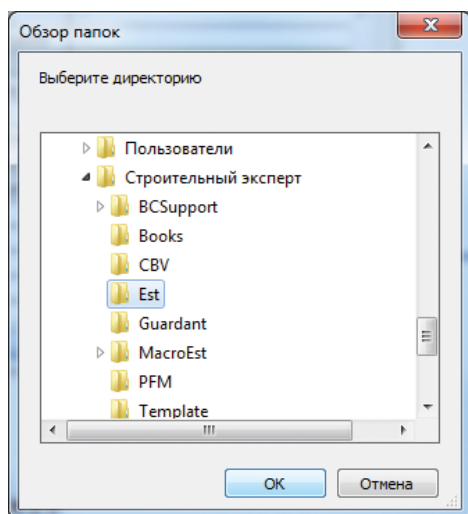 Обзор папок
Выберите директорию
Пользователи
Строительный эксперт
BCSupport
Books
CBV
Est
Guardant
MacroEst
PFM
Template
OK
Отмена